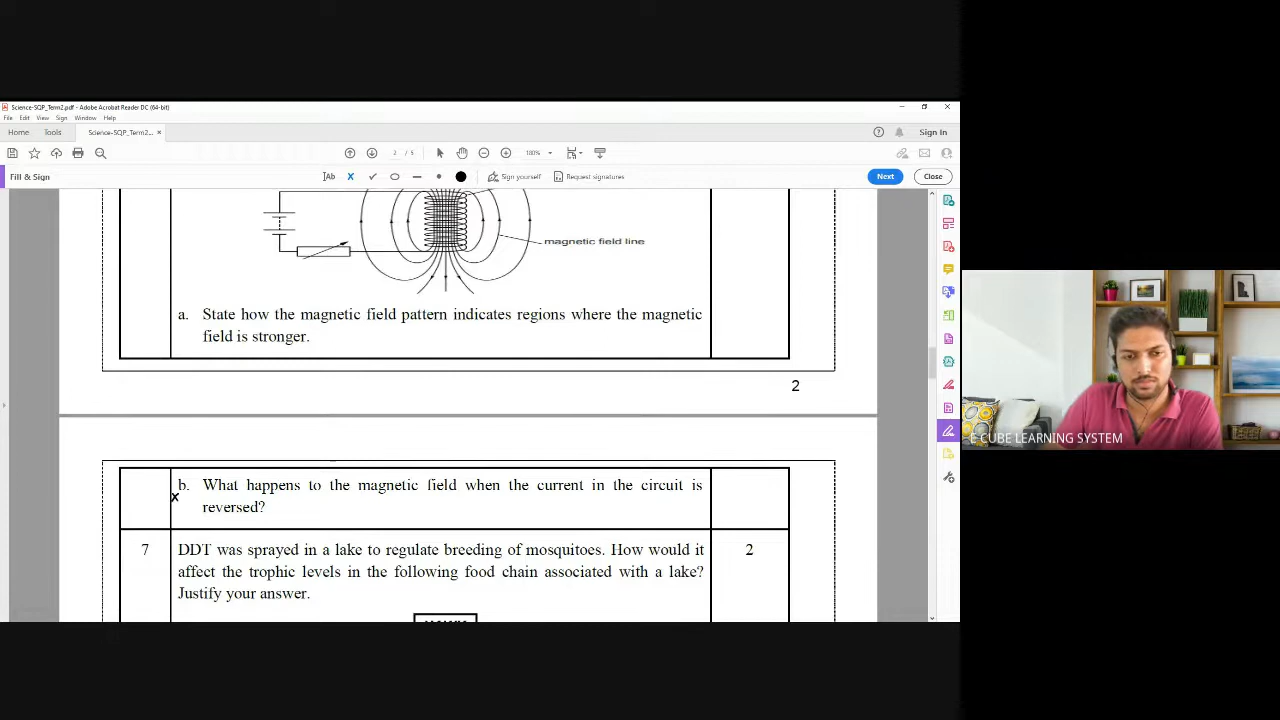 Science-SQP_Term2.pdf - Adobe Acrobat Reader DC (64-bit)
File Edit View Sign Window Help
Home Tools Science-SQP_Term2... × Sign In
2 / 5 180%
Fill & Sign Ab Sign yourself Request signatures Next Close
magnetic field line
a. State how the magnetic field pattern indicates regions where the magnetic
field is stronger.
2
b. What happens to the magnetic field when the current in the circuit is
x
reversed?
7 DDT was sprayed in a lake to regulate breeding of mosquitoes. How would it 2
affect the trophic levels in the following food chain associated with a lake?
Justify your answer.
E CUBE LEARNING SYSTEM